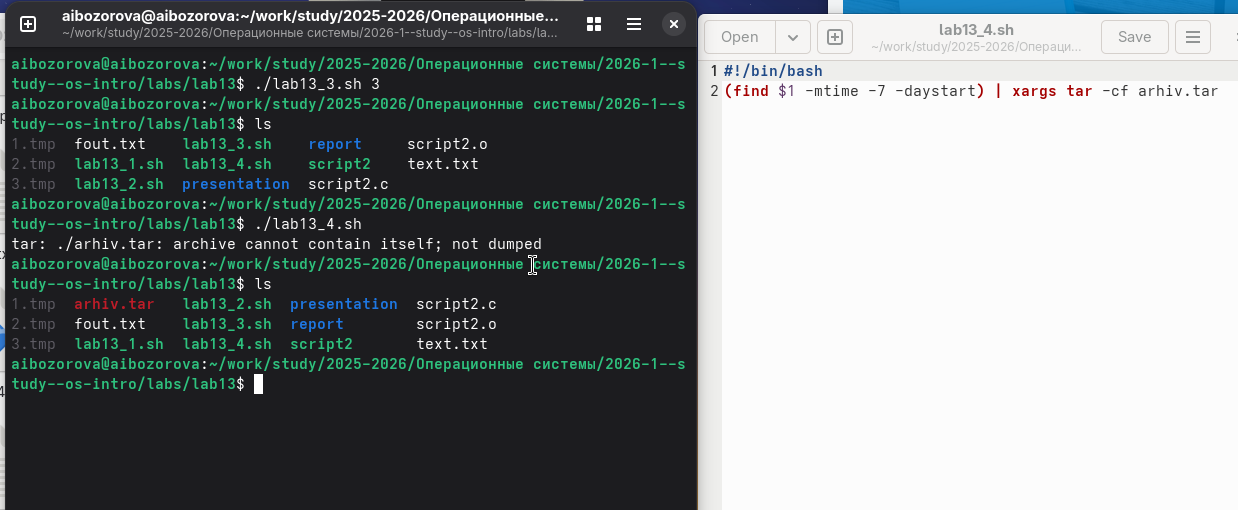 aibozorova@aibozorova:~/work/study/2025-2026/Операционные...
~/work/study/2025-2026/Операционные системы/2026-1--study--os-intro/labs/la...
aibozorova@aibozorova:~/work/study/2025-2026/Операционные системы/2026-1--s
tudy--os-intro/labs/lab13$ ./lab13_3.sh 3
aibozorova@aibozorova:~/work/study/2025-2026/Операционные системы/2026-1--s
tudy--os-intro/labs/lab13$ ls
1.tmp fout.txt lab13_3.sh report script2.o
2.tmp lab13_1.sh lab13_4.sh script2 text.txt
3.tmp lab13_2.sh presentation script2.c
aibozorova@aibozorova:~/work/study/2025-2026/Операционные системы/2026-1--s
tudy--os-intro/labs/lab13$ ./lab13_4.sh
tar: ./arhiv.tar: archive cannot contain itself; not dumped
aibozorova@aibozorova:~/work/study/2025-2026/Операционные системы/2026-1--s
tudy--os-intro/labs/lab13$ ls
1.tmp arhiv.tar lab13_2.sh presentation script2.c
2.tmp fout.txt lab13_3.sh report script2.o
3.tmp lab13_1.sh lab13_4.sh script2 text.txt
aibozorova@aibozorova:~/work/study/2025-2026/Операционные системы/2026-1--s
tudy--os-intro/labs/lab13$
Open
lab13_4.sh
~/work/study/2025-2026/Операци...
Save
1 #!/bin/bash
2 (find $1 -mtime -7 -daystart) | xargs tar -cf arhiv.tar